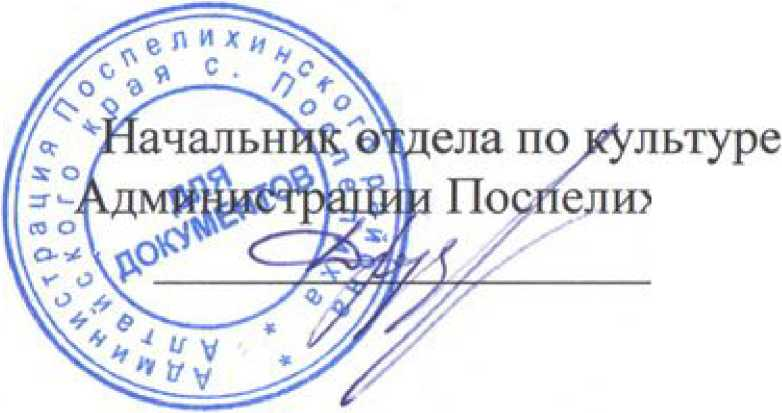 Начальник отдела по культуре
Администрации Поспелих
Администрация Поспелихинского района
Алтайского края с. Поспелиха
ДЛЯ
ДОКУМЕНТОВ